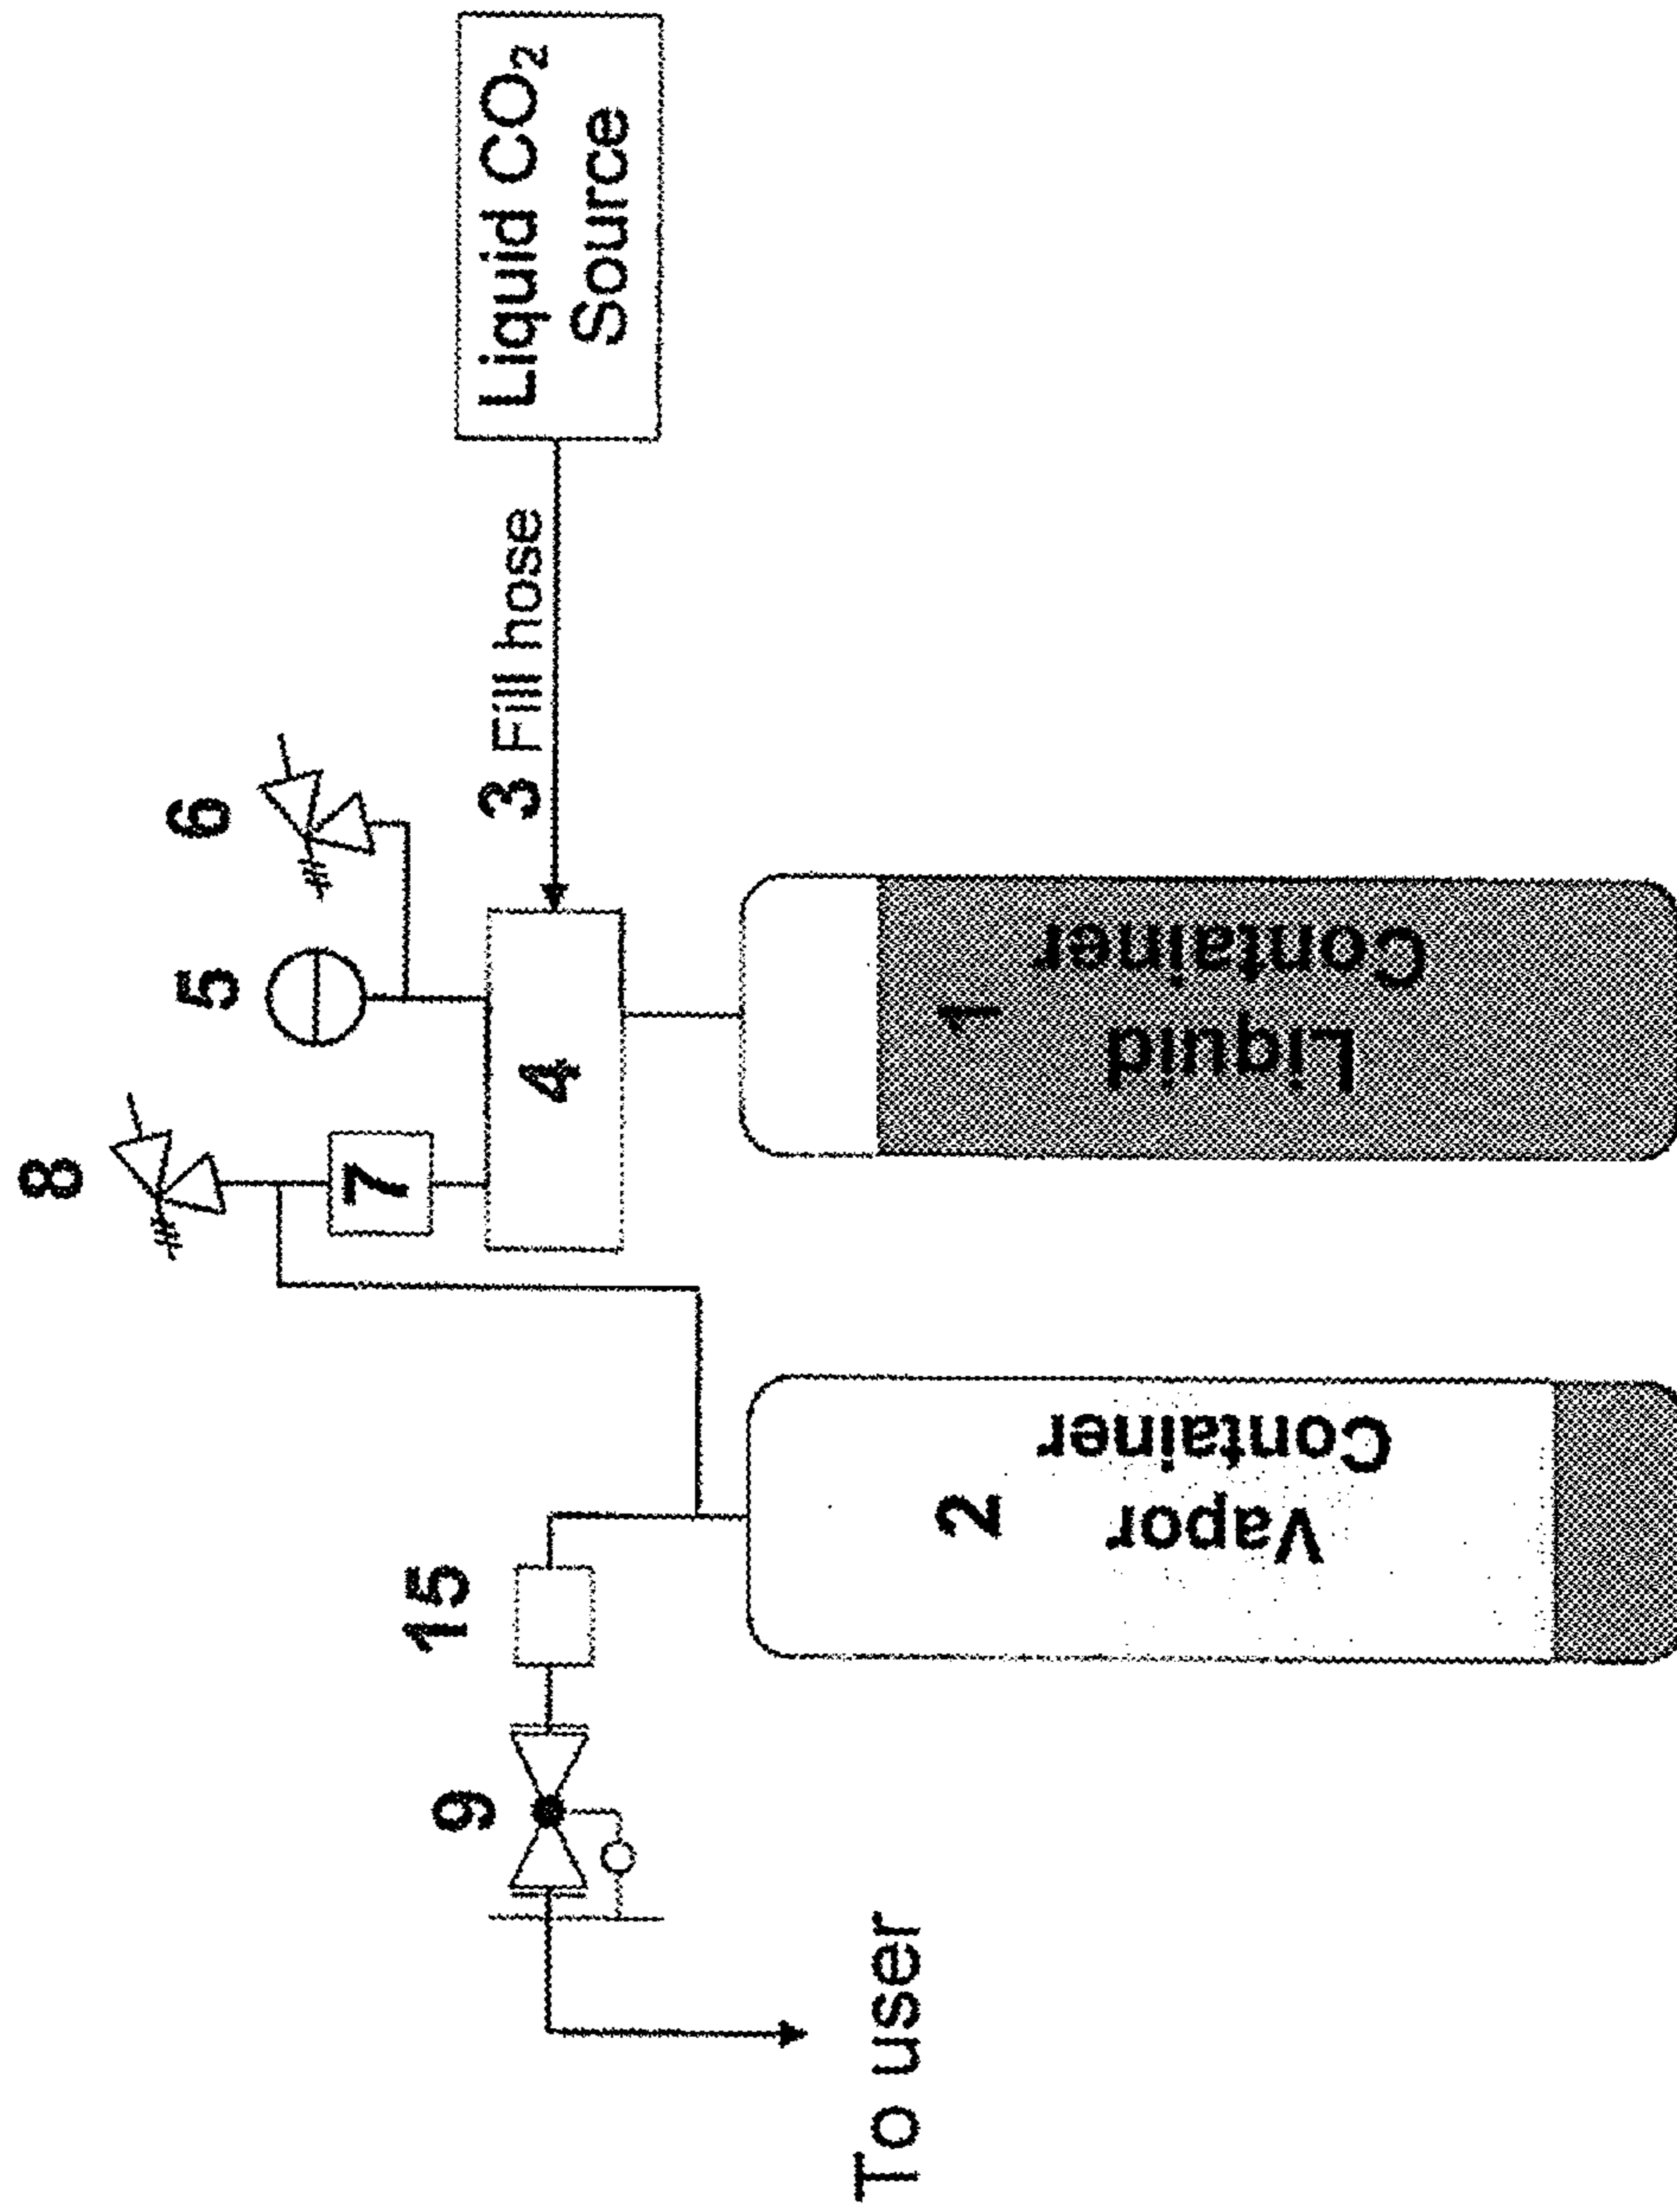 8
5
6
7
9
15
3 Fill hose
Liquid CO₂
Source
4
To user
2
Vapor
Container
1
Liquid
Container